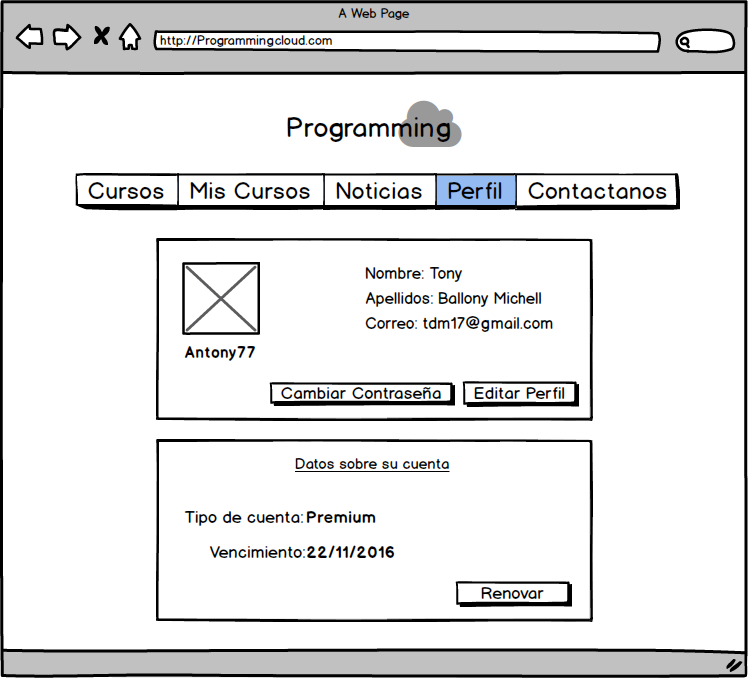 A Web Page
http://Programmingcloud.com
Programming
Cursos Mis Cursos Noticias Perfil Contactanos
Nombre: Tony
Apellidos: Ballony Michell
Correo: tdm17@gmail.com
Antony77
Cambiar Contraseña Editar Perfil
Datos sobre su cuenta
Tipo de cuenta: Premium
Vencimiento: 22/11/2016
Renovar